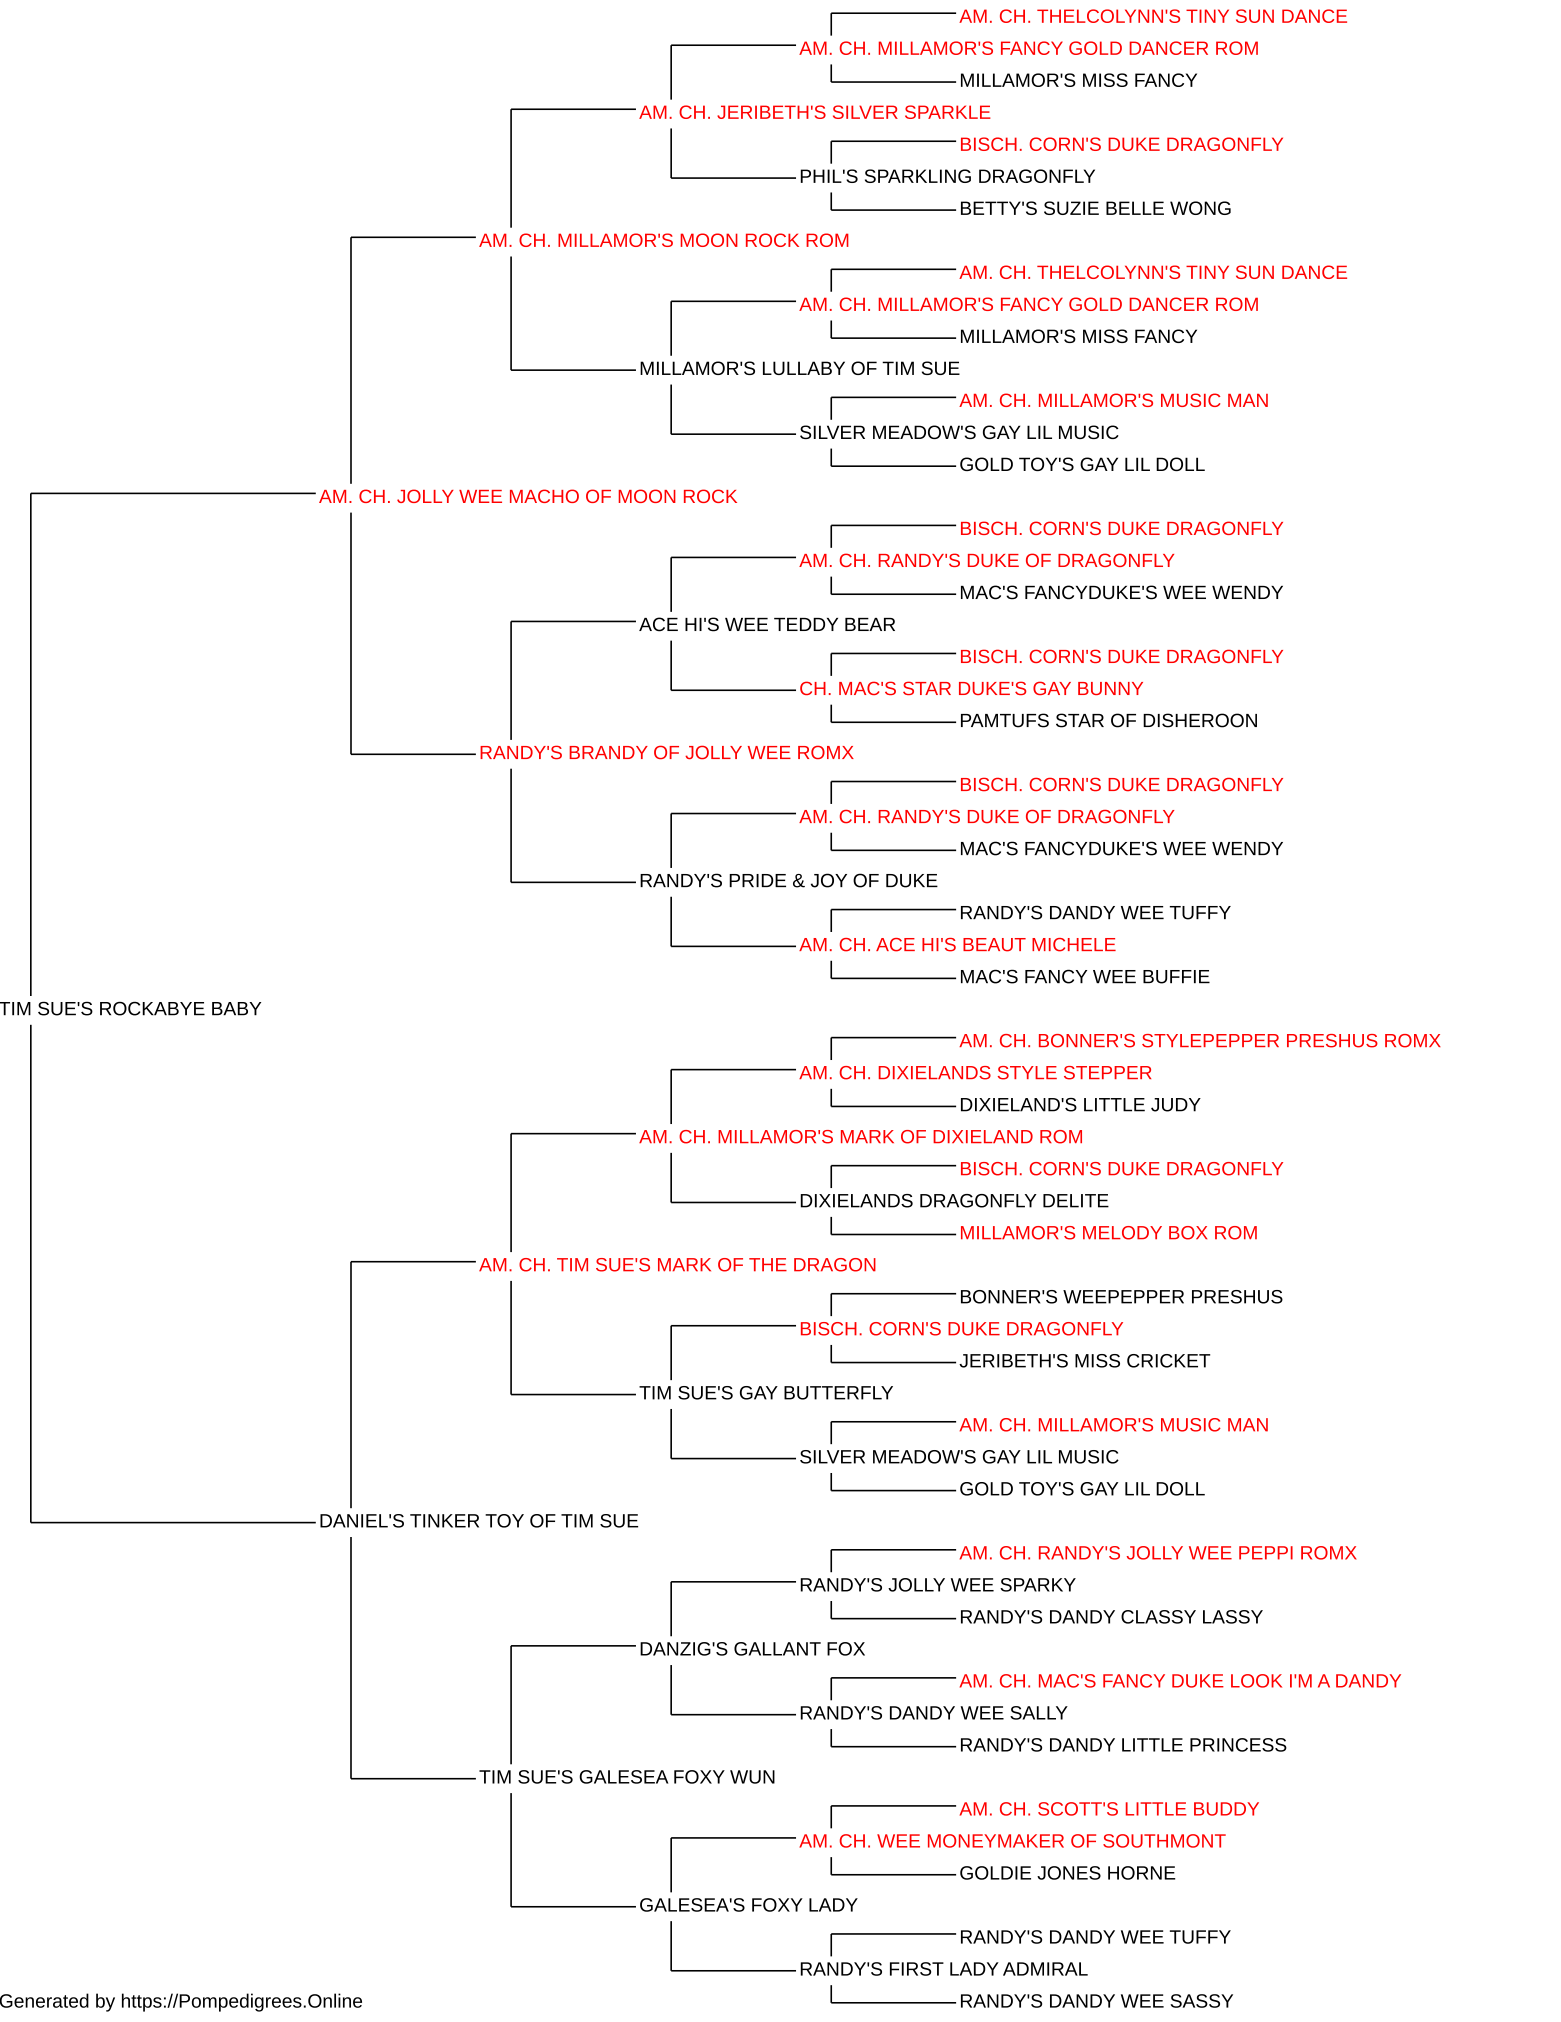 AM. CH. THELCOLYNN'S TINY SUN DANCE
AM. CH. MILLAMOR'S FANCY GOLD DANCER ROM
MILLAMOR'S MISS FANCY
AM. CH. JERIBETH'S SILVER SPARKLE
BISCH. CORN'S DUKE DRAGONFLY
PHIL'S SPARKLING DRAGONFLY
BETTY'S SUZIE BELLE WONG
AM. CH. MILLAMOR'S MOON ROCK ROM
AM. CH. THELCOLYNN'S TINY SUN DANCE
AM. CH. MILLAMOR'S FANCY GOLD DANCER ROM
MILLAMOR'S MISS FANCY
MILLAMOR'S LULLABY OF TIM SUE
AM. CH. MILLAMOR'S MUSIC MAN
SILVER MEADOW'S GAY LIL MUSIC
GOLD TOY'S GAY LIL DOLL
AM. CH. JOLLY WEE MACHO OF MOON ROCK
BISCH. CORN'S DUKE DRAGONFLY
AM. CH. RANDY'S DUKE OF DRAGONFLY
MAC'S FANCYDUKE'S WEE WENDY
ACE HI'S WEE TEDDY BEAR
BISCH. CORN'S DUKE DRAGONFLY
CH. MAC'S STAR DUKE'S GAY BUNNY
PAMTUFS STAR OF DISHEROON
RANDY'S BRANDY OF JOLLY WEE ROMX
BISCH. CORN'S DUKE DRAGONFLY
AM. CH. RANDY'S DUKE OF DRAGONFLY
MAC'S FANCYDUKE'S WEE WENDY
RANDY'S PRIDE & JOY OF DUKE
RANDY'S DANDY WEE TUFFY
AM. CH. ACE HI'S BEAUT MICHELE
MAC'S FANCY WEE BUFFIE
TIM SUE'S ROCKABYE BABY
AM. CH. BONNER'S STYLEPEPPER PRESHUS ROMX
AM. CH. DIXIELANDS STYLE STEPPER
DIXIELAND'S LITTLE JUDY
AM. CH. MILLAMOR'S MARK OF DIXIELAND ROM
BISCH. CORN'S DUKE DRAGONFLY
DIXIELANDS DRAGONFLY DELITE
MILLAMOR'S MELODY BOX ROM
AM. CH. TIM SUE'S MARK OF THE DRAGON
BONNER'S WEEPEPPER PRESHUS
BISCH. CORN'S DUKE DRAGONFLY
JERIBETH'S MISS CRICKET
TIM SUE'S GAY BUTTERFLY
AM. CH. MILLAMOR'S MUSIC MAN
SILVER MEADOW'S GAY LIL MUSIC
GOLD TOY'S GAY LIL DOLL
DANIEL'S TINKER TOY OF TIM SUE
AM. CH. RANDY'S JOLLY WEE PEPPI ROMX
RANDY'S JOLLY WEE SPARKY
RANDY'S DANDY CLASSY LASSY
DANZIG'S GALLANT FOX
AM. CH. MAC'S FANCY DUKE LOOK I'M A DANDY
RANDY'S DANDY WEE SALLY
RANDY'S DANDY LITTLE PRINCESS
TIM SUE'S GALESEA FOXY WUN
AM. CH. SCOTT'S LITTLE BUDDY
AM. CH. WEE MONEYMAKER OF SOUTHMONT
GOLDIE JONES HORNE
GALESEA'S FOXY LADY
RANDY'S DANDY WEE TUFFY
RANDY'S FIRST LADY ADMIRAL
RANDY'S DANDY WEE SASSY
Generated by https://Pompedigrees.Online